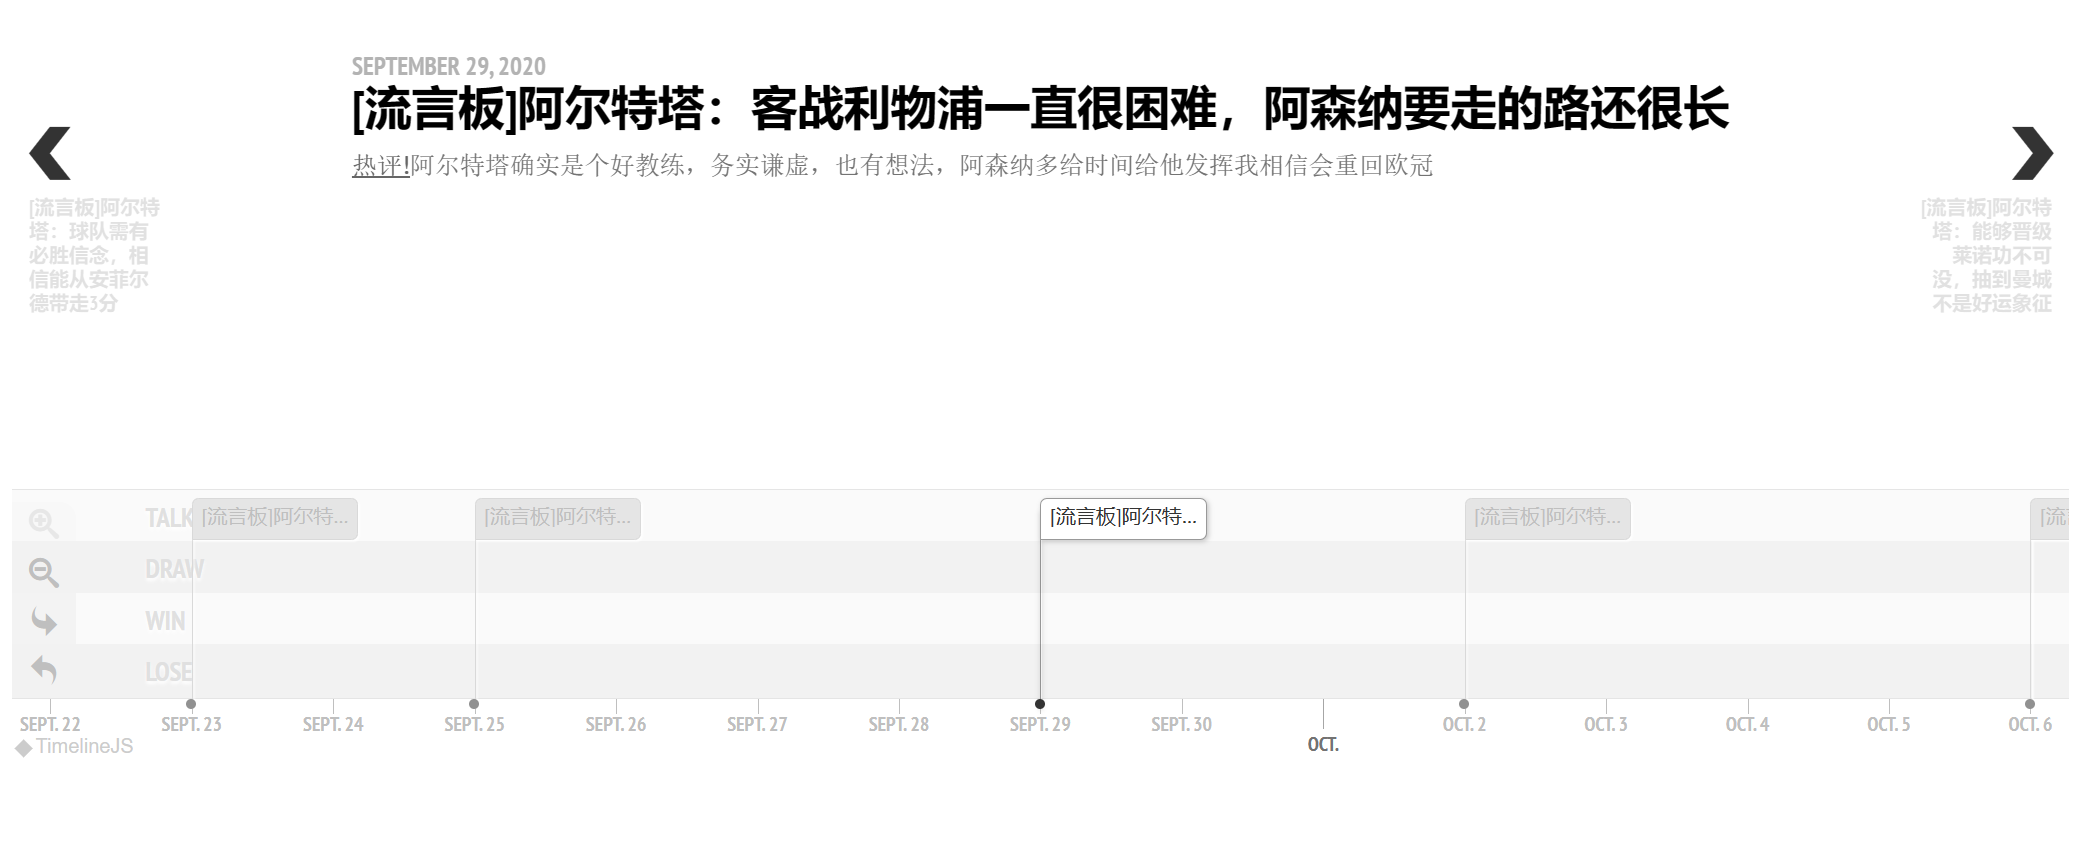 SEPTEMBER 29, 2020
[流言板]阿尔特塔：客战利物浦一直很困难，阿森纳要走的路还很长
热评!阿尔特塔确实是个好教练，务实谦虚，也有想法，阿森纳多给时间给他发挥我相信会重回欧冠
[流言板]阿尔特
塔：球队需有
必胜信念，相
信能从安菲尔
德带走3分
[流言板]阿尔特
塔：能够晋级
莱诺功不可
没，抽到曼城
不是好运象征
TALK
[流言板]阿尔特...
[流言板]阿尔特...
[流言板]阿尔特...
[流言板]阿尔特...
[流
DRAW
WIN
LOSE
SEPT. 22
SEPT. 23
SEPT. 24
SEPT. 25
SEPT. 26
SEPT. 27
SEPT. 28
SEPT. 29
SEPT. 30
OCT.
OCT. 2
OCT. 3
OCT. 4
OCT. 5
OCT. 6
TimelineJS